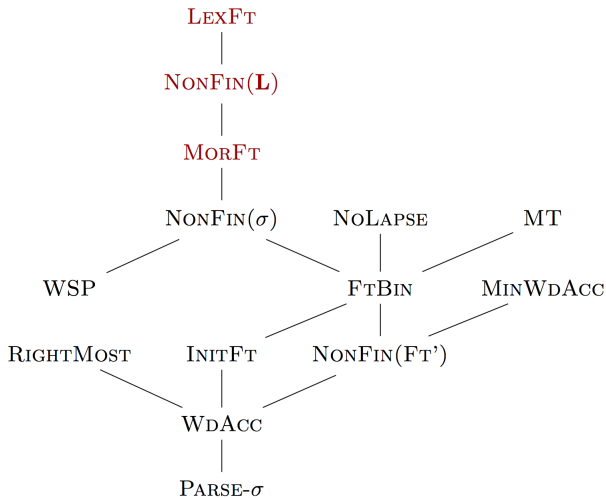 LEXFT
NONFIN(L)
MORFT
NONFIN(σ) NOLAPSE MT
WSP FTBIN MINWDACC
RIGHTMOST INITFT NONFIN(FT')
WDACC
PARSE-σ